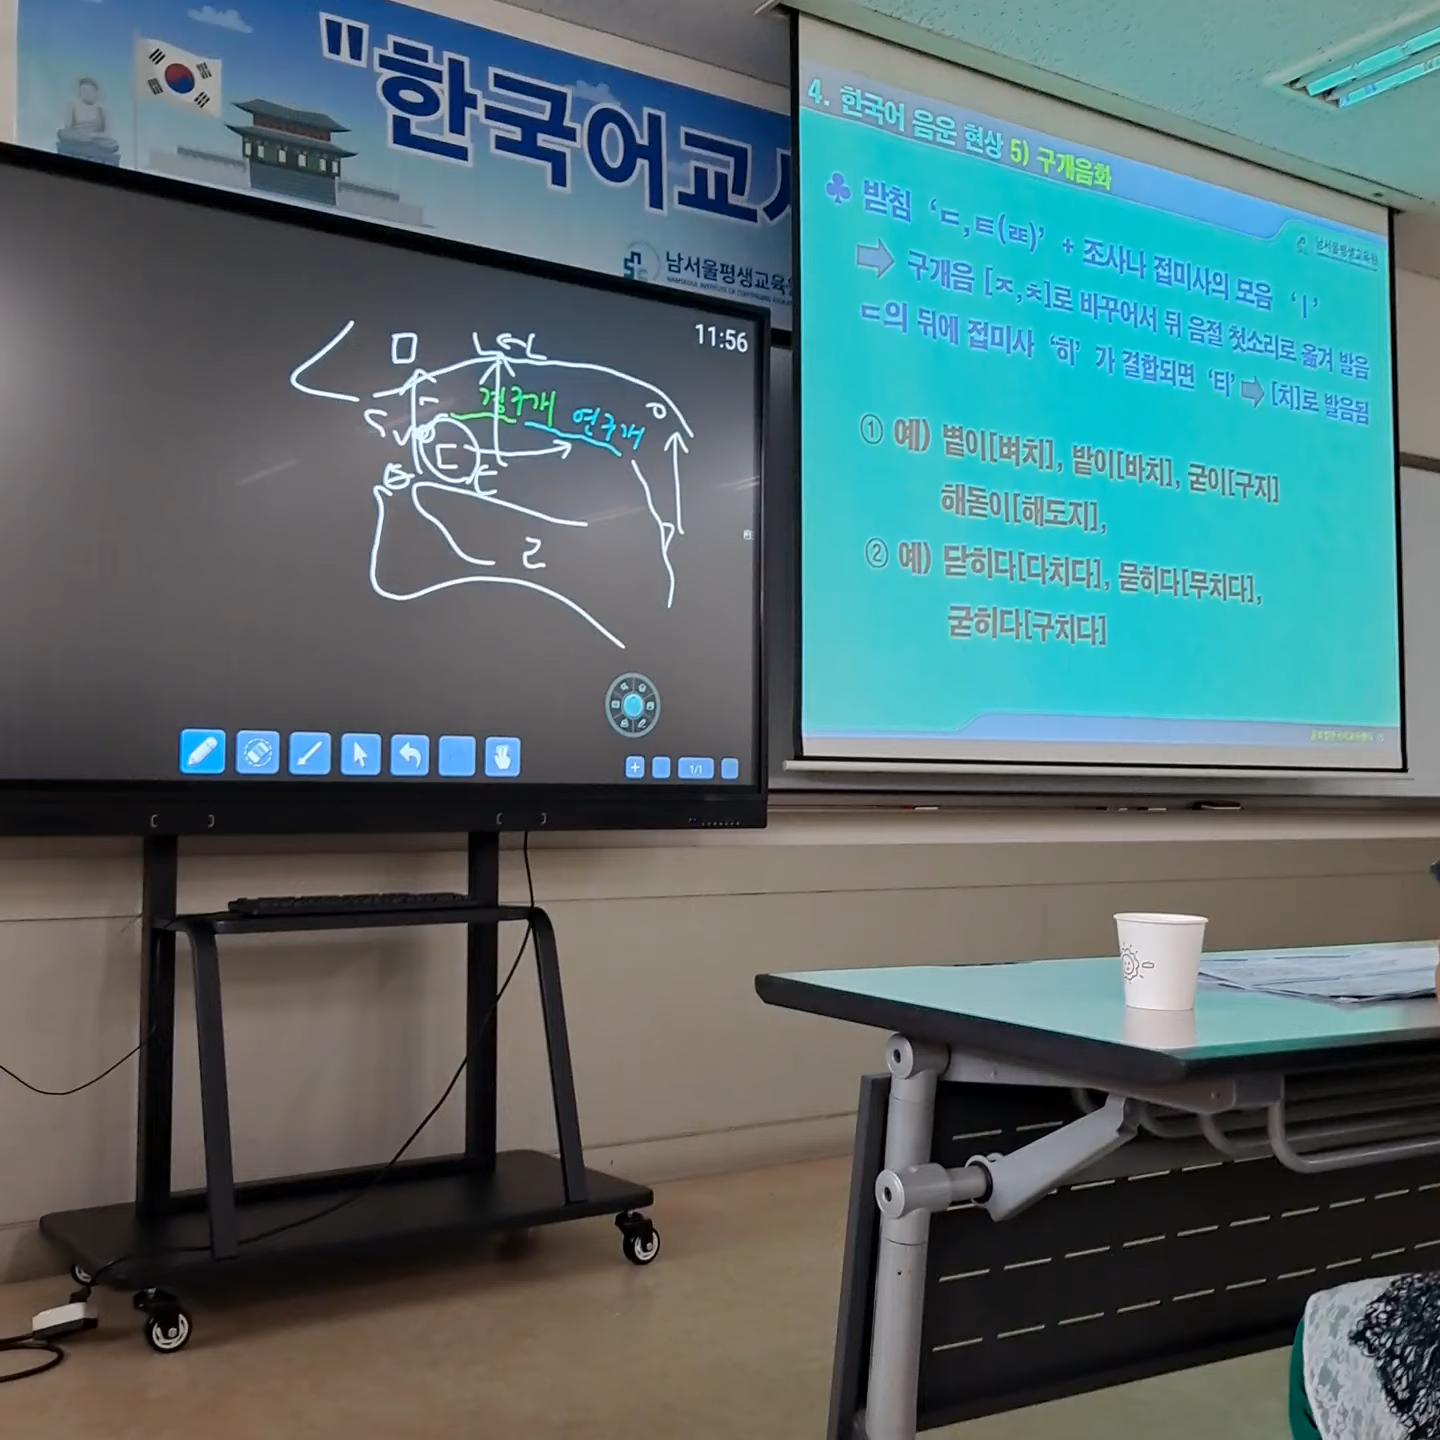 "한국어교
남서울평생교육
11:56
ㅁ
ㄴ ㄷ ㄴ
경구개 연구개
ㄷ
ㄹ
1/1
4. 한국어 음운 현상 5) 구개음화
남서울평생교육원
♣ 받침 ‘ㄷ,ㅌ(ㄾ)’ + 조사나 접미사의 모음 ‘ㅣ’
⇨ 구개음 [ㅈ,ㅊ]로 바꾸어서 뒤 음절 첫소리로 옮겨 발음
ㄷ의 뒤에 접미사 ‘히’ 가 결합되면 ‘티’ ⇨ [치]로 발음됨
① 예) 볕이[벼치], 밭이[바치], 굳이[구지]
해돋이[해도지],
② 예) 닫히다[다치다], 묻히다[무치다],
굳히다[구치다]